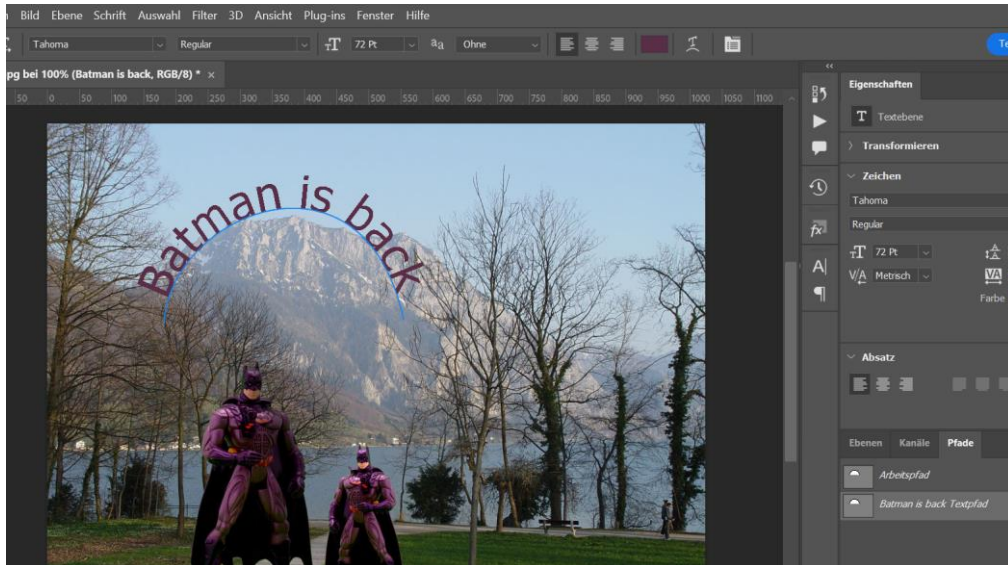 Bild Ebene Schrift Auswahl Filter 3D Ansicht Plug-ins Fenster Hilfe
Tahoma Regular 72 Pt Ohne
pg bei 100% (Batman is back, RGB/8) *
50 0 50 100 150 200 250 300 350 400 450 500 550 600 650 700 750 800 850 900 950 1000 1050 1100
Batman is back
Eigenschaften
T Textebene
Transformieren
Zeichen
Tahoma
Regular
72 Pt
V/A Metrisch VA
Farbe
Absatz
Ebenen Kanäle Pfade
Arbeitspfad
Batman is back Textpfad